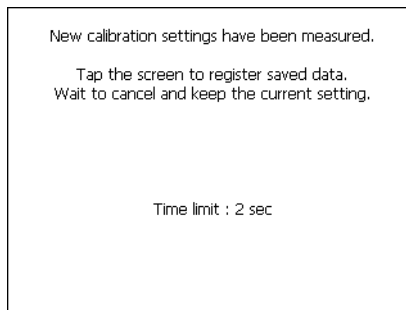 New calibration settings have been measured.
Tap the screen to register saved data.
Wait to cancel and keep the current setting.
Time limit : 2 sec